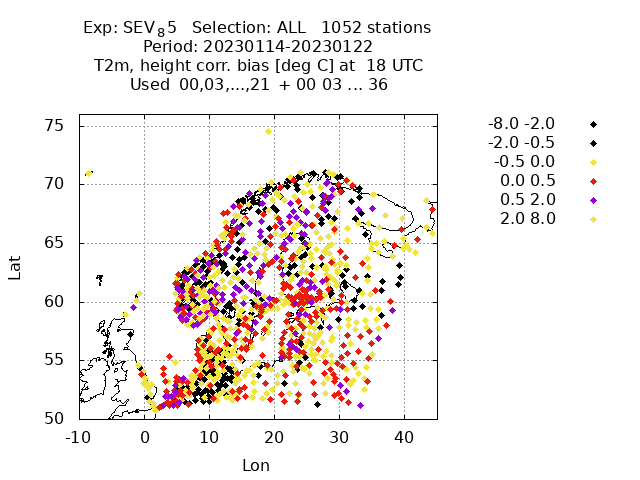 Exp: SEV₈5 Selection: ALL 1052 stations
Period: 20230114-20230122
T2m, height corr. bias [deg C] at 18 UTC
Used 00,03,...,21 + 00 03 ... 36
-8.0 -2.0
-2.0 -0.5
-0.5 0.0
0.0 0.5
0.5 2.0
2.0 8.0
75
70
65
60
55
50
Lat
-10 0 10 20 30 40
Lon